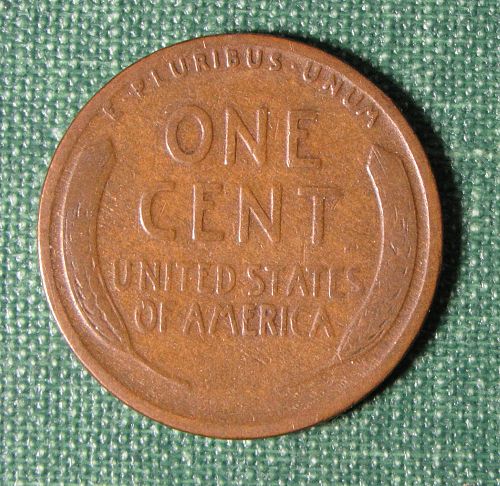 E·PLURIBUS·UNUM
ONE
CENT
UNITED·STATES
OF·AMERICA